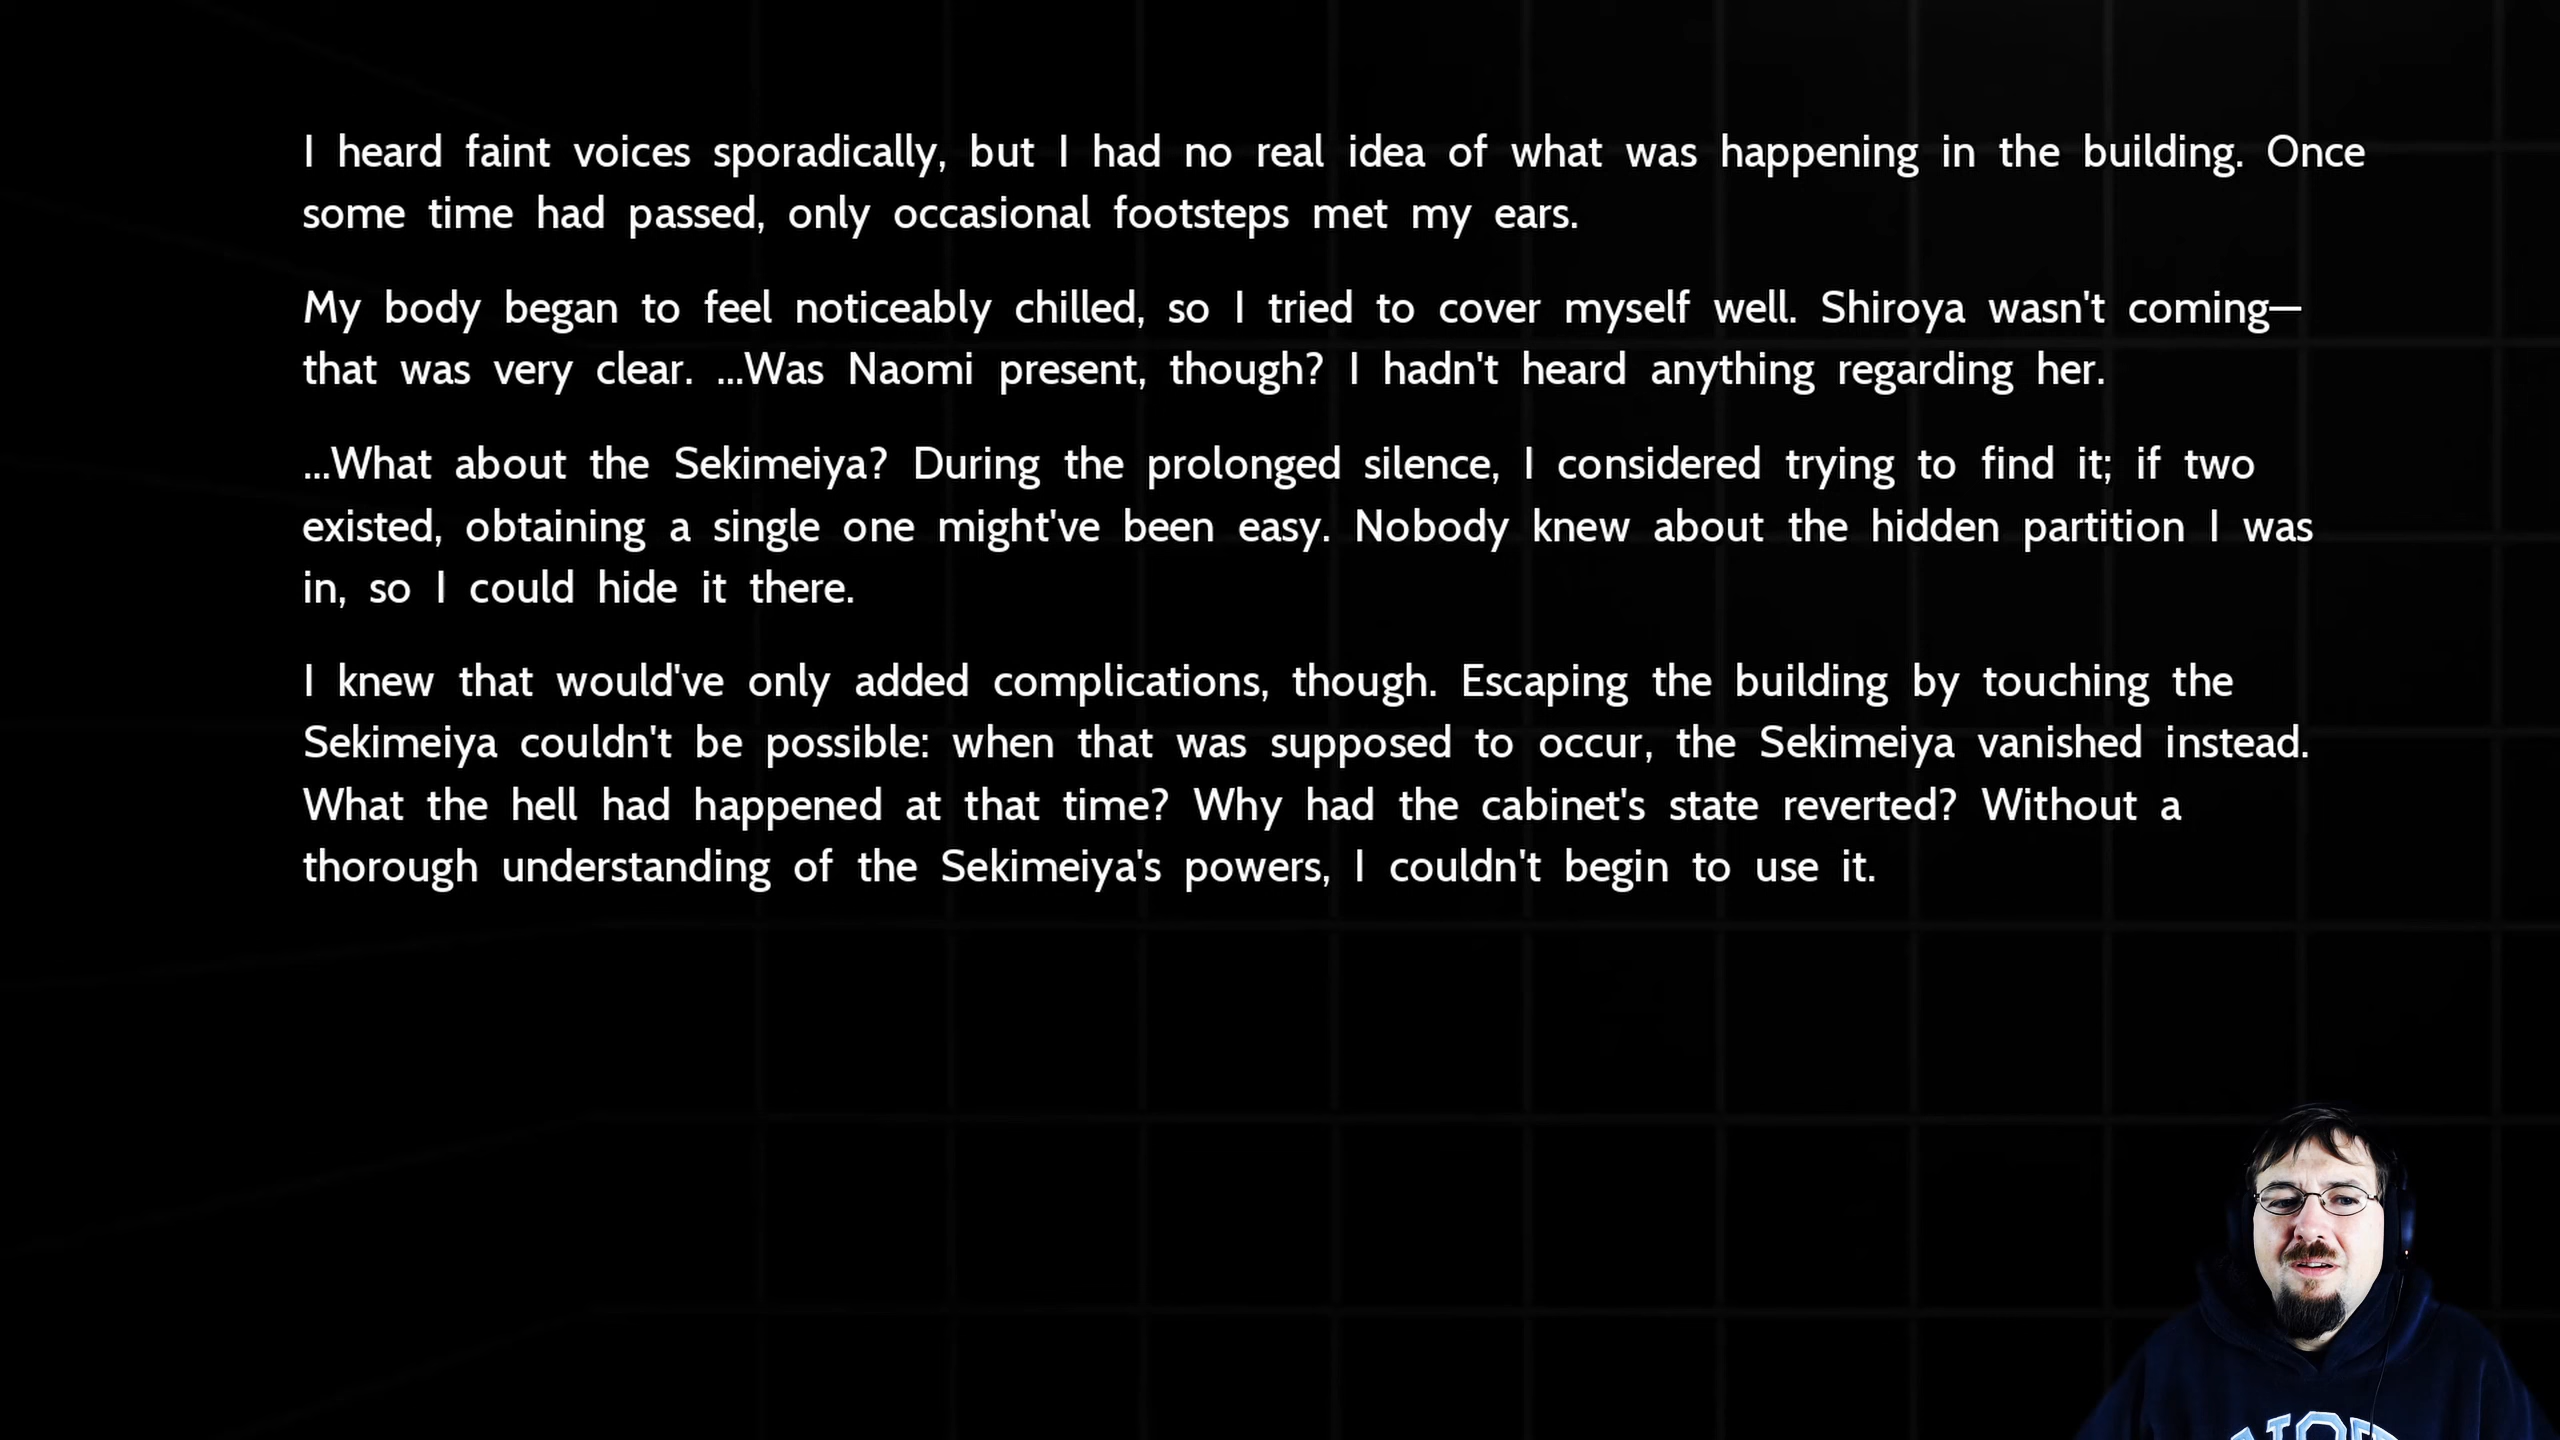 I heard faint voices sporadically, but I had no real idea of what was happening in the building. Once
some time had passed, only occasional footsteps met my ears.
My body began to feel noticeably chilled, so I tried to cover myself well. Shiroya wasn't coming—
that was very clear. ...Was Naomi present, though? I hadn't heard anything regarding her.
...What about the Sekimeiya? During the prolonged silence, I considered trying to find it; if two
existed, obtaining a single one might've been easy. Nobody knew about the hidden partition I was
in, so I could hide it there.
I knew that would've only added complications, though. Escaping the building by touching the
Sekimeiya couldn't be possible: when that was supposed to occur, the Sekimeiya vanished instead.
What the hell had happened at that time? Why had the cabinet's state reverted? Without a
thorough understanding of the Sekimeiya's powers, I couldn't begin to use it.